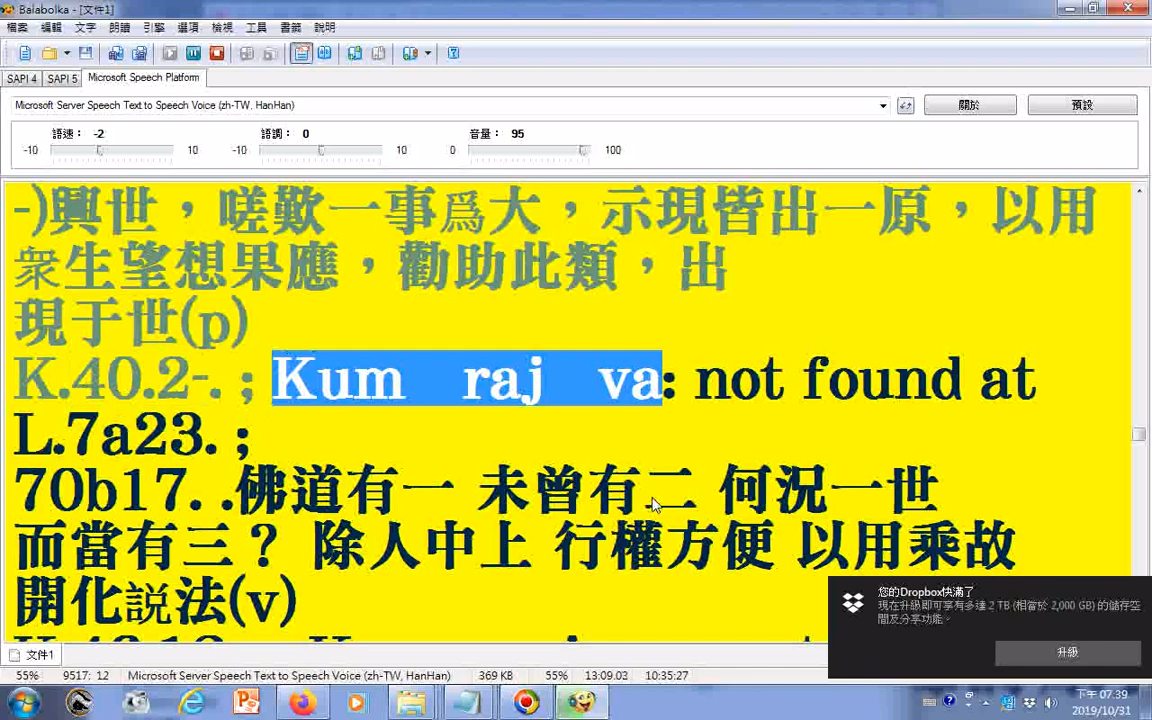 Balabolka - [文件1]
檔案 編輯 文字 朗讀 引擎 選項 檢視 工具 書籤 說明
SAPI 4 SAPI 5 Microsoft Speech Platform
Microsoft Server Speech Text to Speech Voice (zh-TW, HanHan) 關於 預設
語速： -2 語調： 0 音量： 95
-10 10 -10 10 0 100
-)興世，嗟歎一事爲大，示現皆出一原，以用
衆生望想果應，勸助此類，出
現于世(p)
K.40.2-. ; Kum raj va: not found at
L.7a23. ;
70b17. .佛道有一 未曾有二 何況一世
而當有三？ 除人中上 行權方便 以用乘故
開化説法(v)
您的Dropbox快滿了
現在升級即可享有多達 2 TB (相當於 2,000 GB) 的儲存空
間及分享功能。
升級
文件1
55% 9517: 12 Microsoft Server Speech Text to Speech Voice (zh-TW, HanHan) 369 KB 55% 13:09.03 10:35:27
下午 07:39
2019/10/31